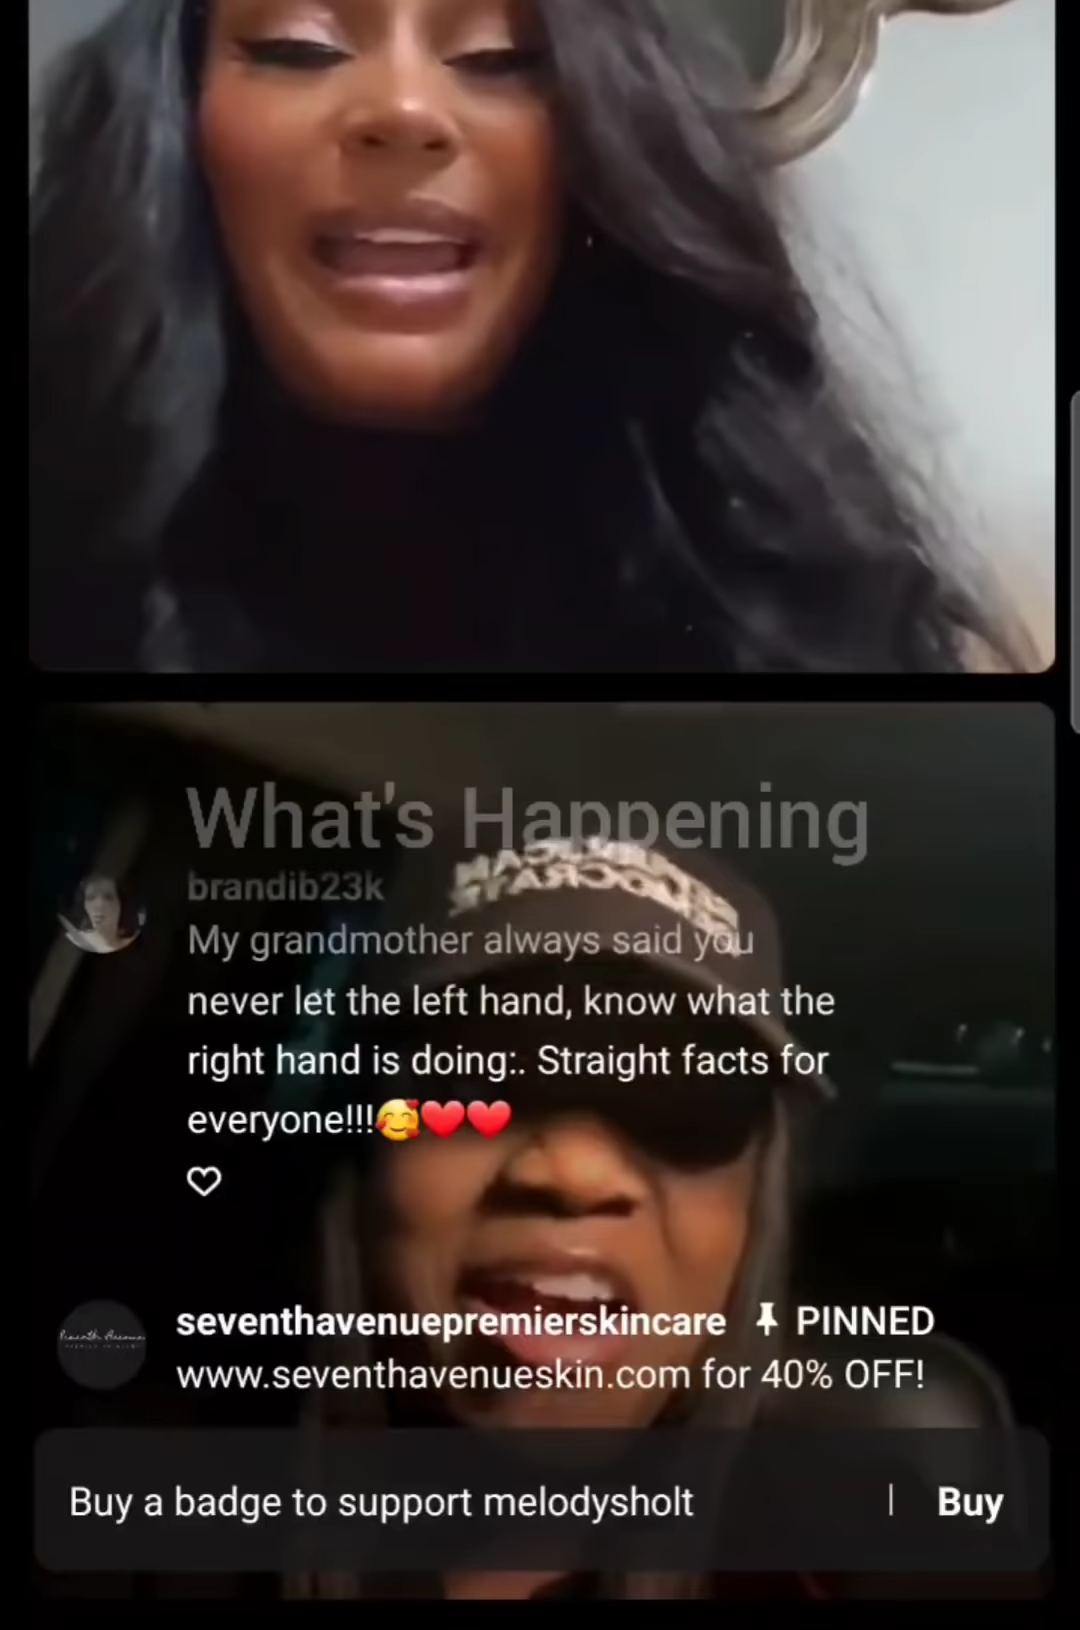 What's Happening
brandib23k
My grandmother always said you
never let the left hand, know what the
right hand is doing:. Straight facts for
everyone!!!🥰❤️❤️
seventhavenuepremierskincare PINNED
www.seventhavenueskin.com for 40% OFF!
Buy a badge to support melodysholt | Buy